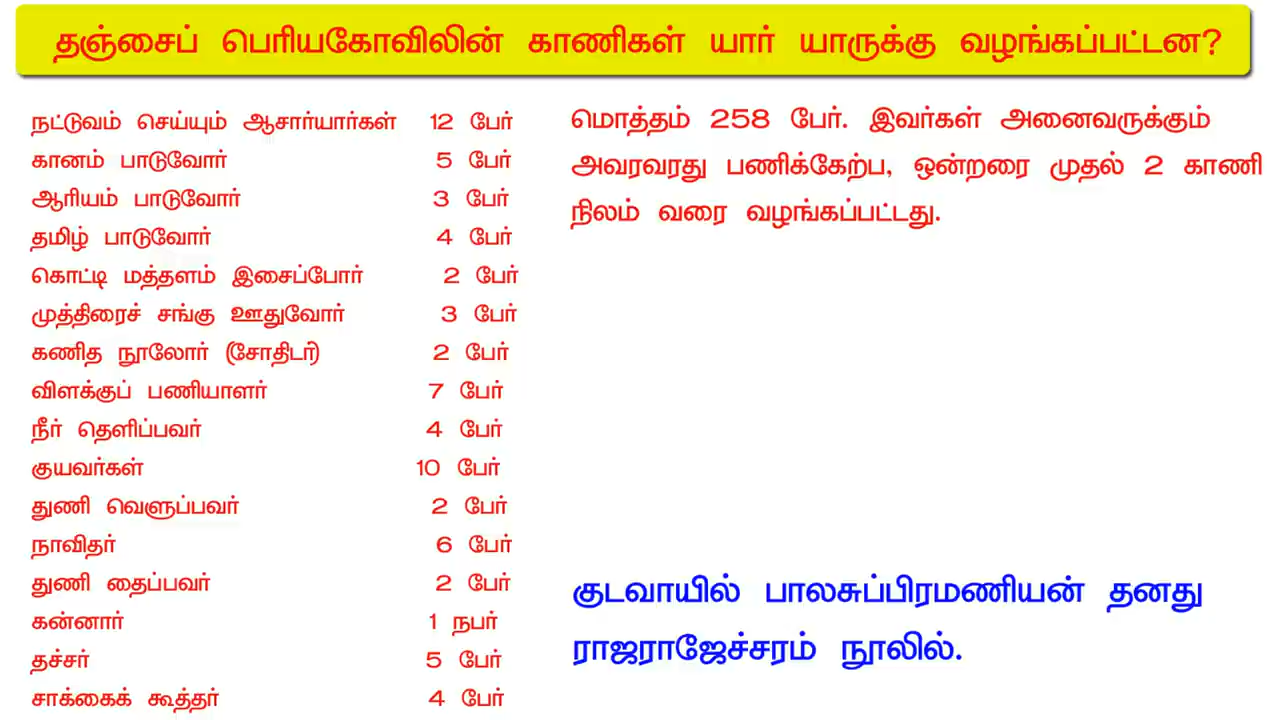 தஞ்சைப் பெரியகோவிலின் காணிகள் யார் யாருக்கு வழங்கப்பட்டன?
நட்டுவம் செய்யும் ஆசார்யார்கள் 12 பேர்
கானம் பாடுவோர் 5 பேர்
ஆரியம் பாடுவோர் 3 பேர்
தமிழ் பாடுவோர் 4 பேர்
கொட்டி மத்தளம் இசைப்போர் 2 பேர்
முத்திரைச் சங்கு ஊதுவோர் 3 பேர்
கணித நூலோர் (சோதிடர்) 2 பேர்
விளக்குப் பணியாளர் 7 பேர்
நீர் தெளிப்பவர் 4 பேர்
குயவர்கள் 10 பேர்
துணி வெளுப்பவர் 2 பேர்
நாவிதர் 6 பேர்
துணி தைப்பவர் 2 பேர்
கன்னார் 1 நபர்
தச்சர் 5 பேர்
சாக்கைக் கூத்தர் 4 பேர்
மொத்தம் 258 பேர். இவர்கள் அனைவருக்கும்
அவரவரது பணிக்கேற்ப, ஒன்றரை முதல் 2 காணி
நிலம் வரை வழங்கப்பட்டது.
குடவாயில் பாலசுப்பிரமணியன் தனது
ராஜராஜேச்சரம் நூலில்.